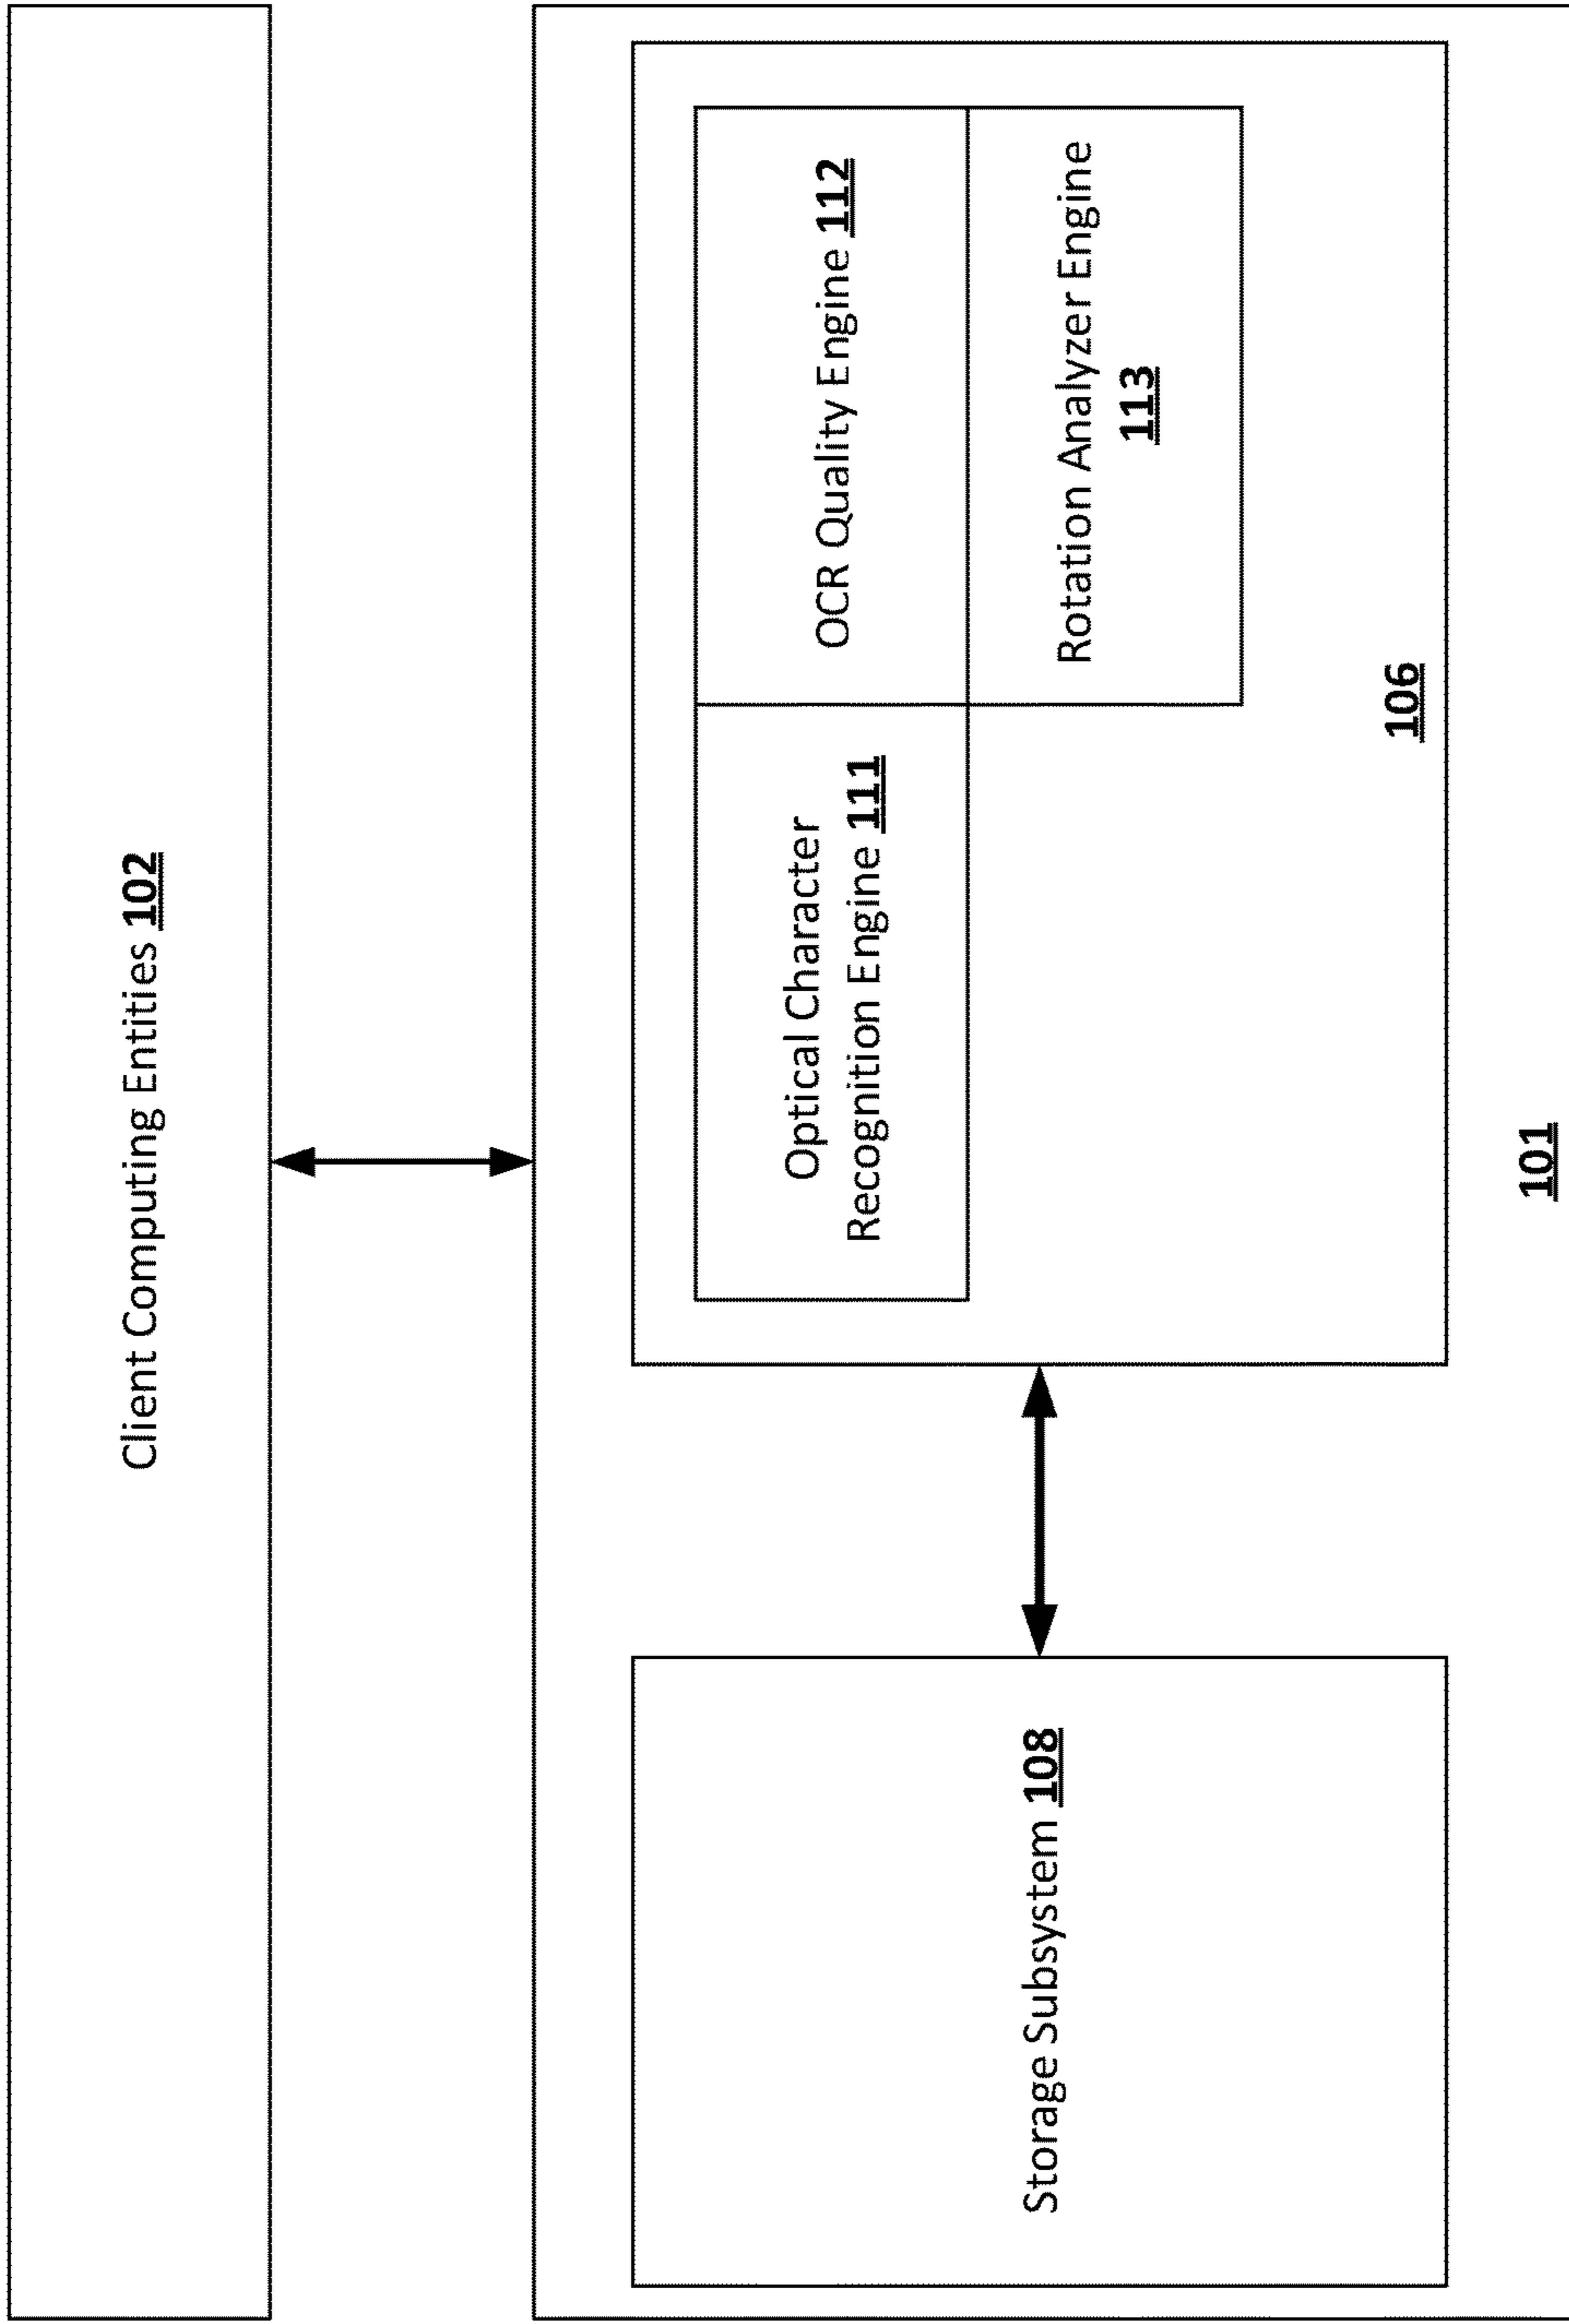 Client Computing Entities 102
Storage Subsystem 108
Optical Character
Recognition Engine 111
OCR Quality Engine 112
Rotation Analyzer Engine
113
106
101